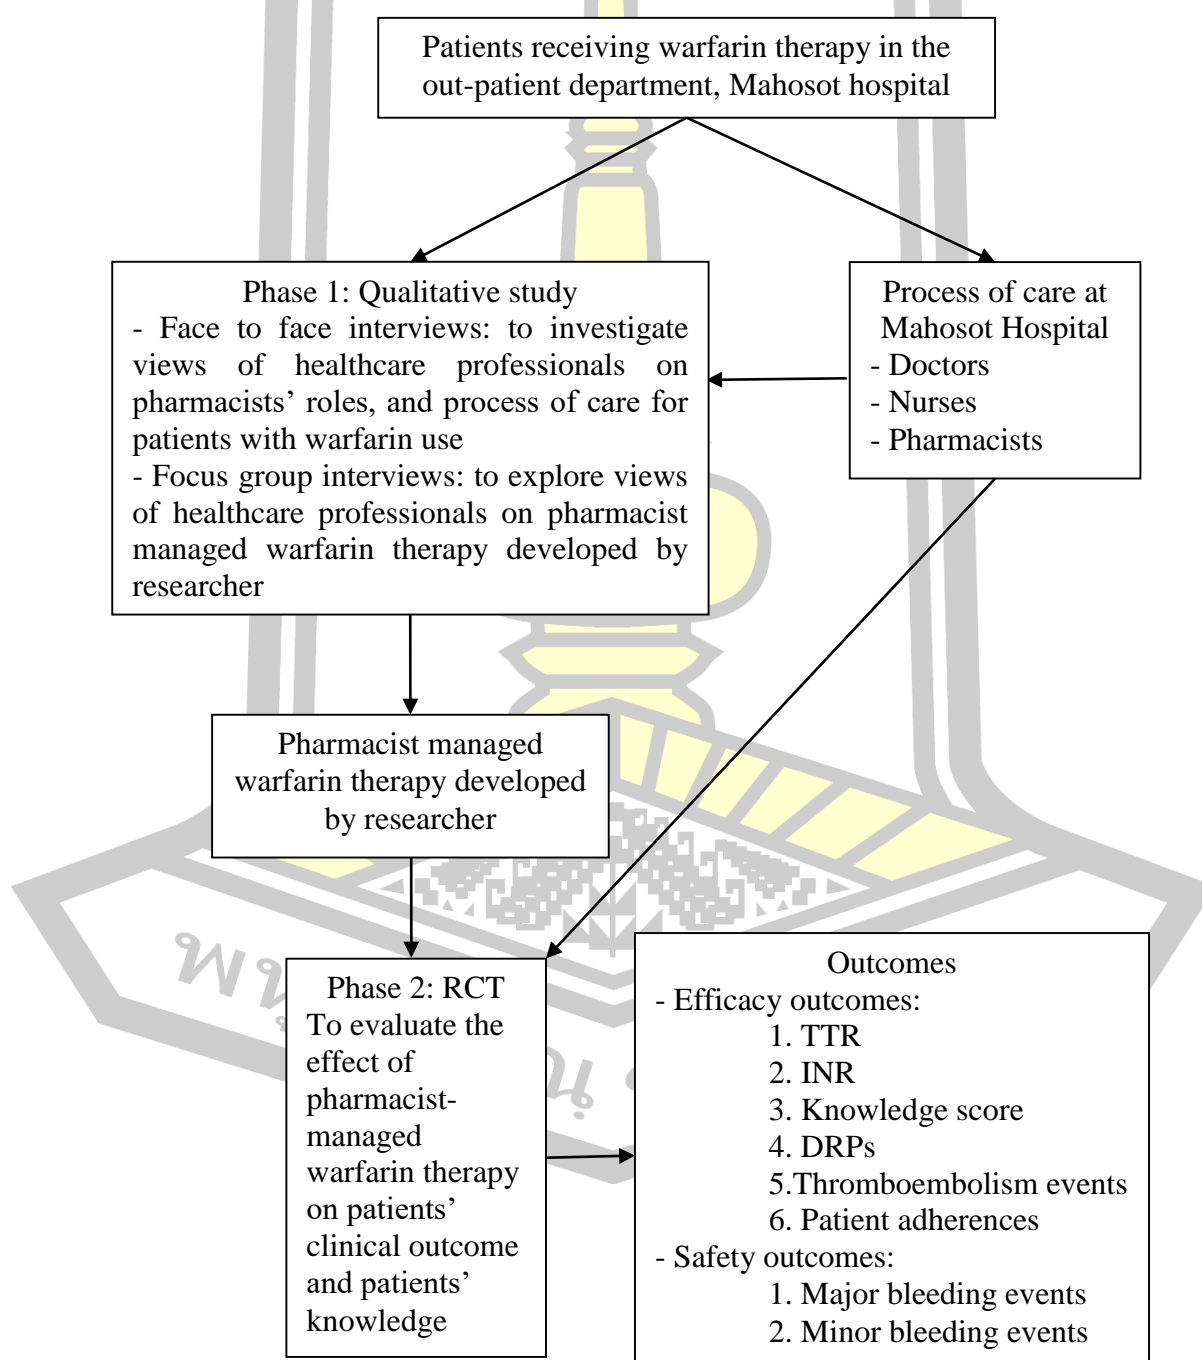 Patients receiving warfarin therapy in the
out-patient department, Mahosot hospital
Phase 1: Qualitative study
- Face to face interviews: to investigate
views of healthcare professionals on
pharmacists’ roles, and process of care for
patients with warfarin use
- Focus group interviews: to explore views
of healthcare professionals on pharmacist
managed warfarin therapy developed by
researcher
Process of care at
Mahosot Hospital
- Doctors
- Nurses
- Pharmacists
Pharmacist managed
warfarin therapy developed
by researcher
Phase 2: RCT
To evaluate the
effect of
pharmacist-
managed
warfarin therapy
on patients’
clinical outcome
and patients’
knowledge
Outcomes
- Efficacy outcomes:
1. TTR
2. INR
3. Knowledge score
4. DRPs
5.Thromboembolism events
6. Patient adherences
- Safety outcomes:
1. Major bleeding events
2. Minor bleeding events